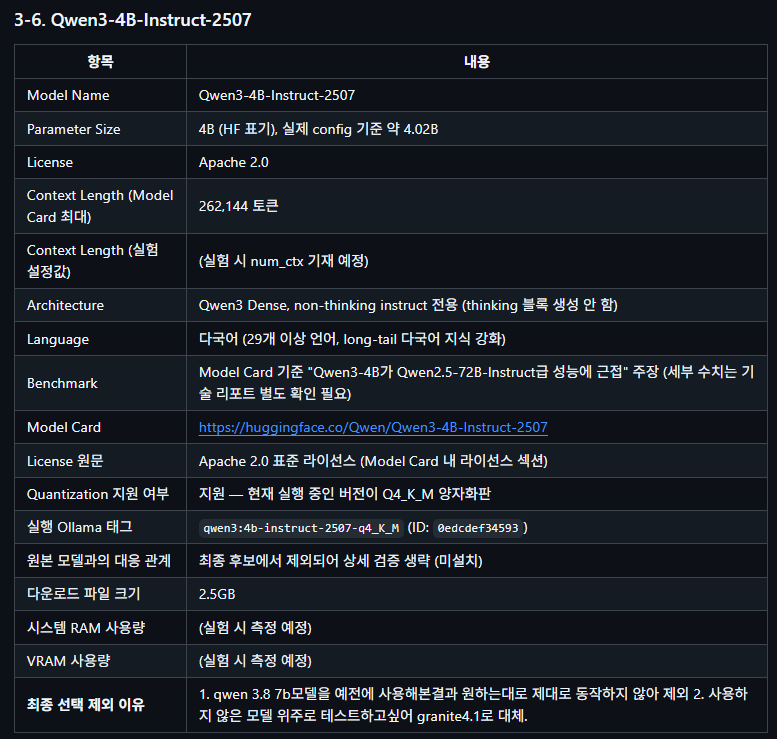 3-6. Qwen3-4B-Instruct-2507
항목 내용
Model Name Qwen3-4B-Instruct-2507
Parameter Size 4B (HF 표기), 실제 config 기준 약 4.02B
License Apache 2.0
Context Length (Model
Card 최대) 262,144 토큰
Context Length (실험
설정값) (실험 시 num_ctx 기재 예정)
Architecture Qwen3 Dense, non-thinking instruct 전용 (thinking 블록 생성 안 함)
Language 다국어 (29개 이상 언어, long-tail 다국어 지식 강화)
Benchmark Model Card 기준 "Qwen3-4B가 Qwen2.5-72B-Instruct급 성능에 근접" 주장 (세부 수치는 기
술 리포트 별도 확인 필요)
Model Card https://huggingface.co/Qwen/Qwen3-4B-Instruct-2507
License 원문 Apache 2.0 표준 라이선스 (Model Card 내 라이선스 섹션)
Quantization 지원 여부 지원 — 현재 실행 중인 버전이 Q4_K_M 양자화판
실행 Ollama 태그 qwen3:4b-instruct-2507-q4_K_M (ID: 0edcdef34593)
원본 모델과의 대응 관계 최종 후보에서 제외되어 상세 검증 생략 (미설치)
다운로드 파일 크기 2.5GB
시스템 RAM 사용량 (실험 시 측정 예정)
VRAM 사용량 (실험 시 측정 예정)
최종 선택 제외 이유 1. qwen 3.8 7b모델을 예전에 사용해본결과 원하는대로 제대로 동작하지 않아 제외 2. 사용하
지 않은 모델 위주로 테스트하고싶어 granite4.1로 대체.